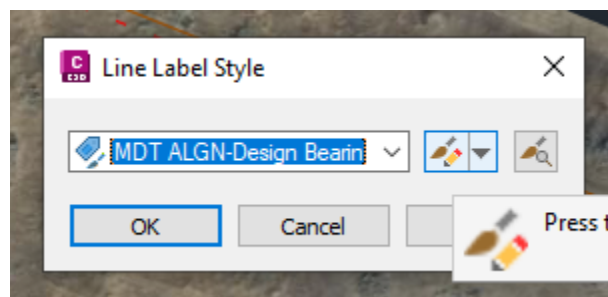 C
C3D
Line Label Style
MDT ALGN-Design Bearin
OK
Cancel
Press